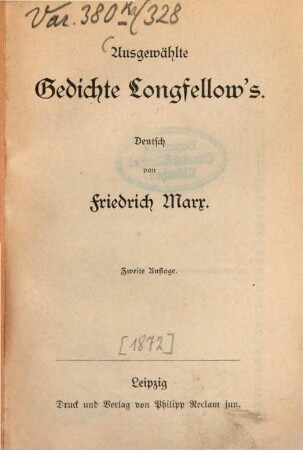 Var. 380 ka/328
Ausgewählte
Gedichte Longfellow's.
Deutsch
von
Friedrich Marx.
Zweite Auflage.
[1872]
Leipzig
Druck und Verlag von Philipp Reclam jun.